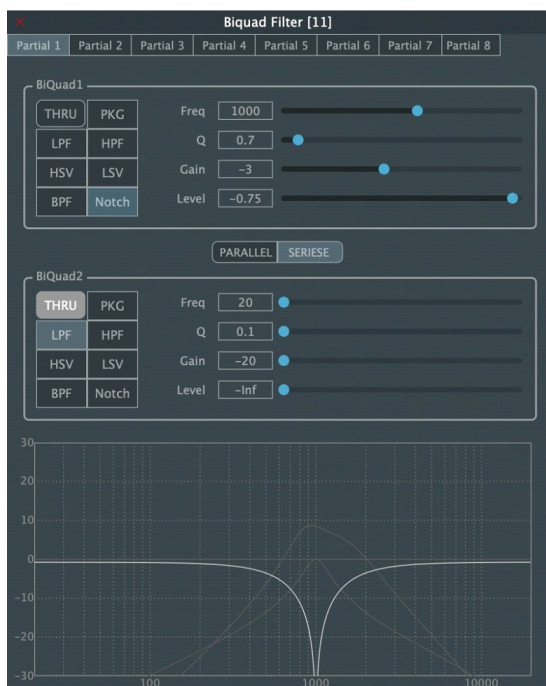 Biquad Filter [11]
Partial 1 Partial 2 Partial 3 Partial 4 Partial 5 Partial 6 Partial 7 Partial 8
BiQuad1
THRU PKG Freq 1000
LPF HPF Q 0.7
HSV LSV Gain -3
BPF Notch Level -0.75
PARALLEL SERIESE
BiQuad2
THRU PKG Freq 20
LPF HPF Q 0.1
HSV LSV Gain -20
BPF Notch Level -Inf
30
20
10
0
-10
-20
-30
100 1000 10000